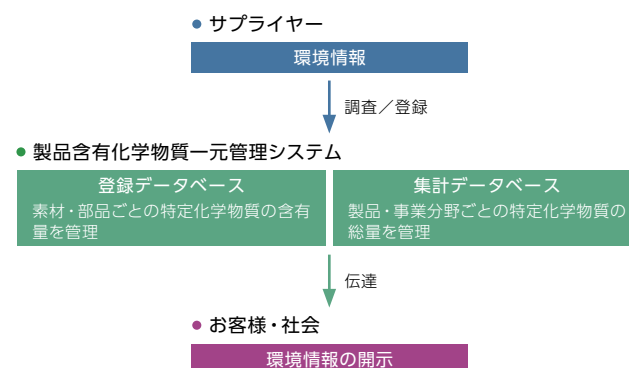 ● サプライヤー
環境情報
調査／登録
● 製品含有化学物質一元管理システム
登録データベース
素材・部品ごとの特定化学物質の含有
量を管理
集計データベース
製品・事業分野ごとの特定化学物質の
総量を管理
伝達
● お客様・社会
環境情報の開示